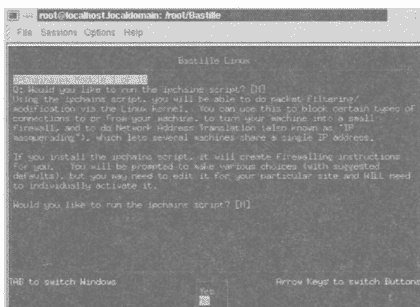 root@localhost.localdomain: /root/Bastille
File Sessions Options Help
Bastille Linux
Q: Would you like to run the ipchains script? [N]
Using the ipchains script, you will be able to do packet filtering/
modification via the Linux kernel. You can use this to block certain types of
connections to or from your machine, to turn your machine into a small
firewall, and to do Network Address Translation (also known as "IP
masquerading"), which lets several machines share a single IP address.
If you install the ipchains script, it will create firewalling instructions
for you. You will be prompted to make various choices (with suggested
defaults), but you may need to edit it for your particular site and WILL need
to individually activate it.
Would you like to run the ipchains script? [N]
TAB to switch Windows
Arrow Keys to switch Buttons
Yes
No